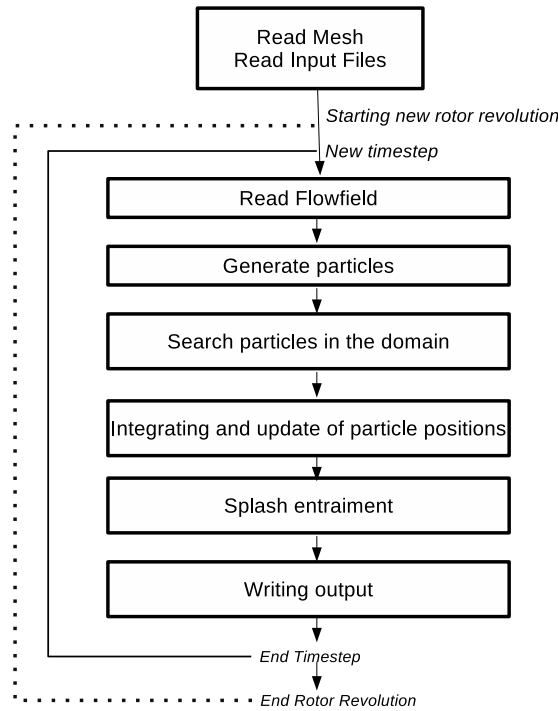 Read Mesh
Read Input Files
Starting new rotor revolution
New timestep
Read Flowfield
Generate particles
Search particles in the domain
Integrating and update of particle positions
Splash entraiment
Writing output
End Timestep
End Rotor Revolution